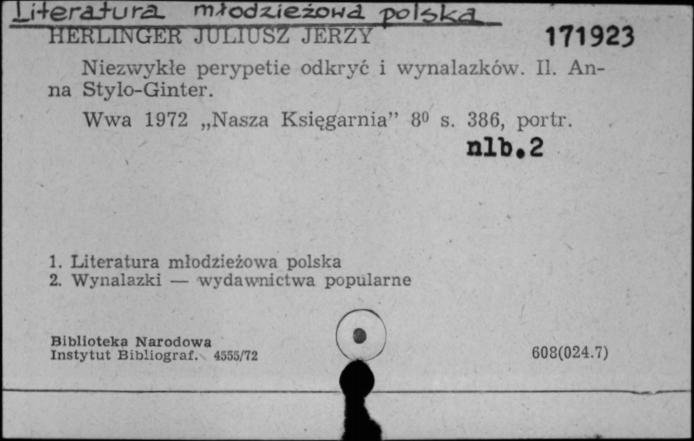 Literatura młodzieżowa polska
HERLINGER JULIUSZ JERZY 171923
Niezwykłe perypetie odkryć i wynalazków. Il. An-
na Stylo-Ginter.
Wwa 1972 „Nasza Księgarnia” 8⁰ s. 386, portr.
nlb.2
1. Literatura młodzieżowa polska
2. Wynalazki — wydawnictwa popularne
Biblioteka Narodowa
Instytut Bibliograf. 4555/72 608(024.7)